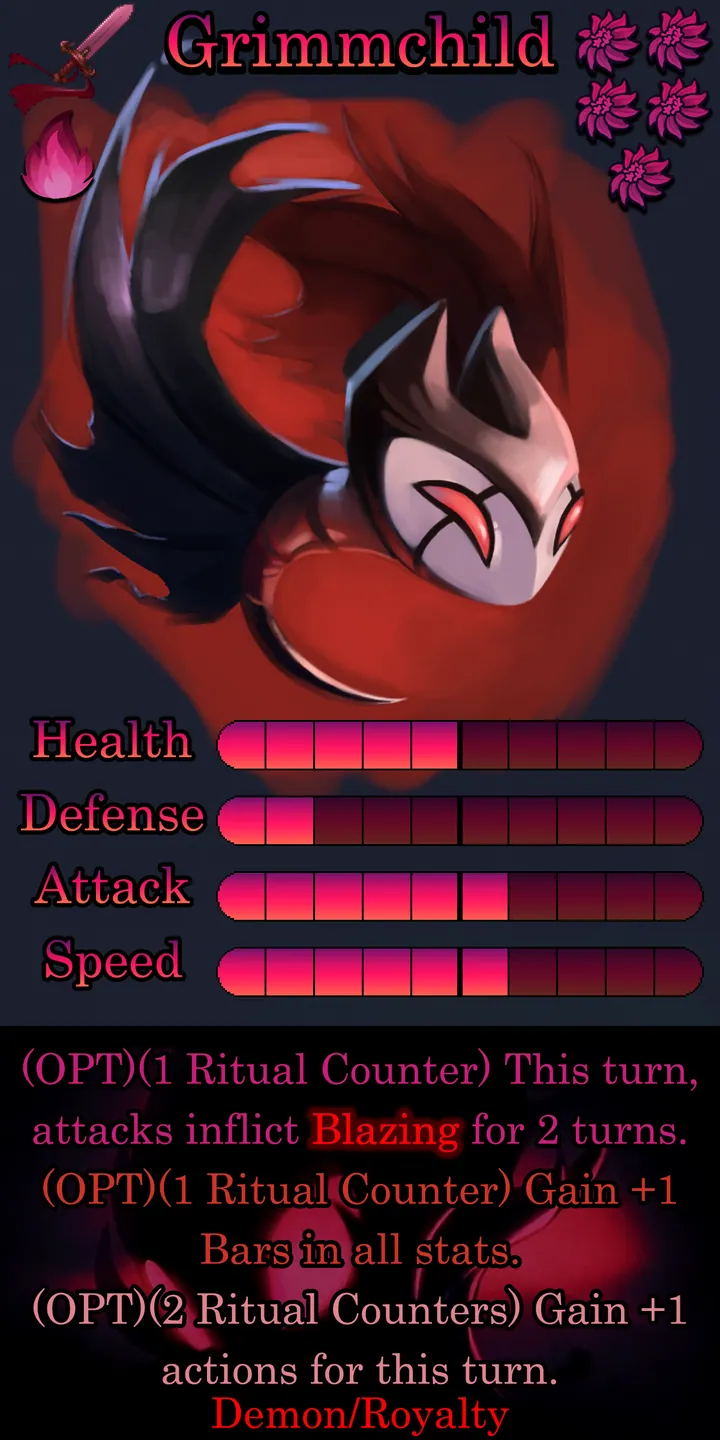 Grimmchild
Health
Defense
Attack
Speed
(OPT)(1 Ritual Counter) This turn,
attacks inflict Blazing for 2 turns.
(OPT)(1 Ritual Counter) Gain +1
Bars in all stats.
(OPT)(2 Ritual Counters) Gain +1
actions for this turn.
Demon/Royalty